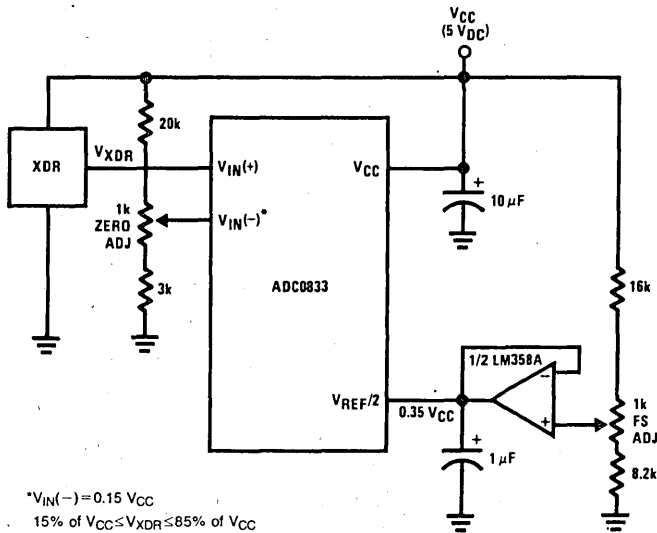 VCC
(5 VDC)
20k
XDR
VXDR
VIN(+)
VCC
1k
ZERO
ADJ
VIN(−)*
+
10 μF
3k
ADC0833
16k
1/2 LM358A
−
VREF/2
0.35 VCC
+
1k
FS
ADJ
+
1 μF
8.2k
*VIN(−)=0.15 VCC
15% of VCC≤VXDR≤85% of VCC